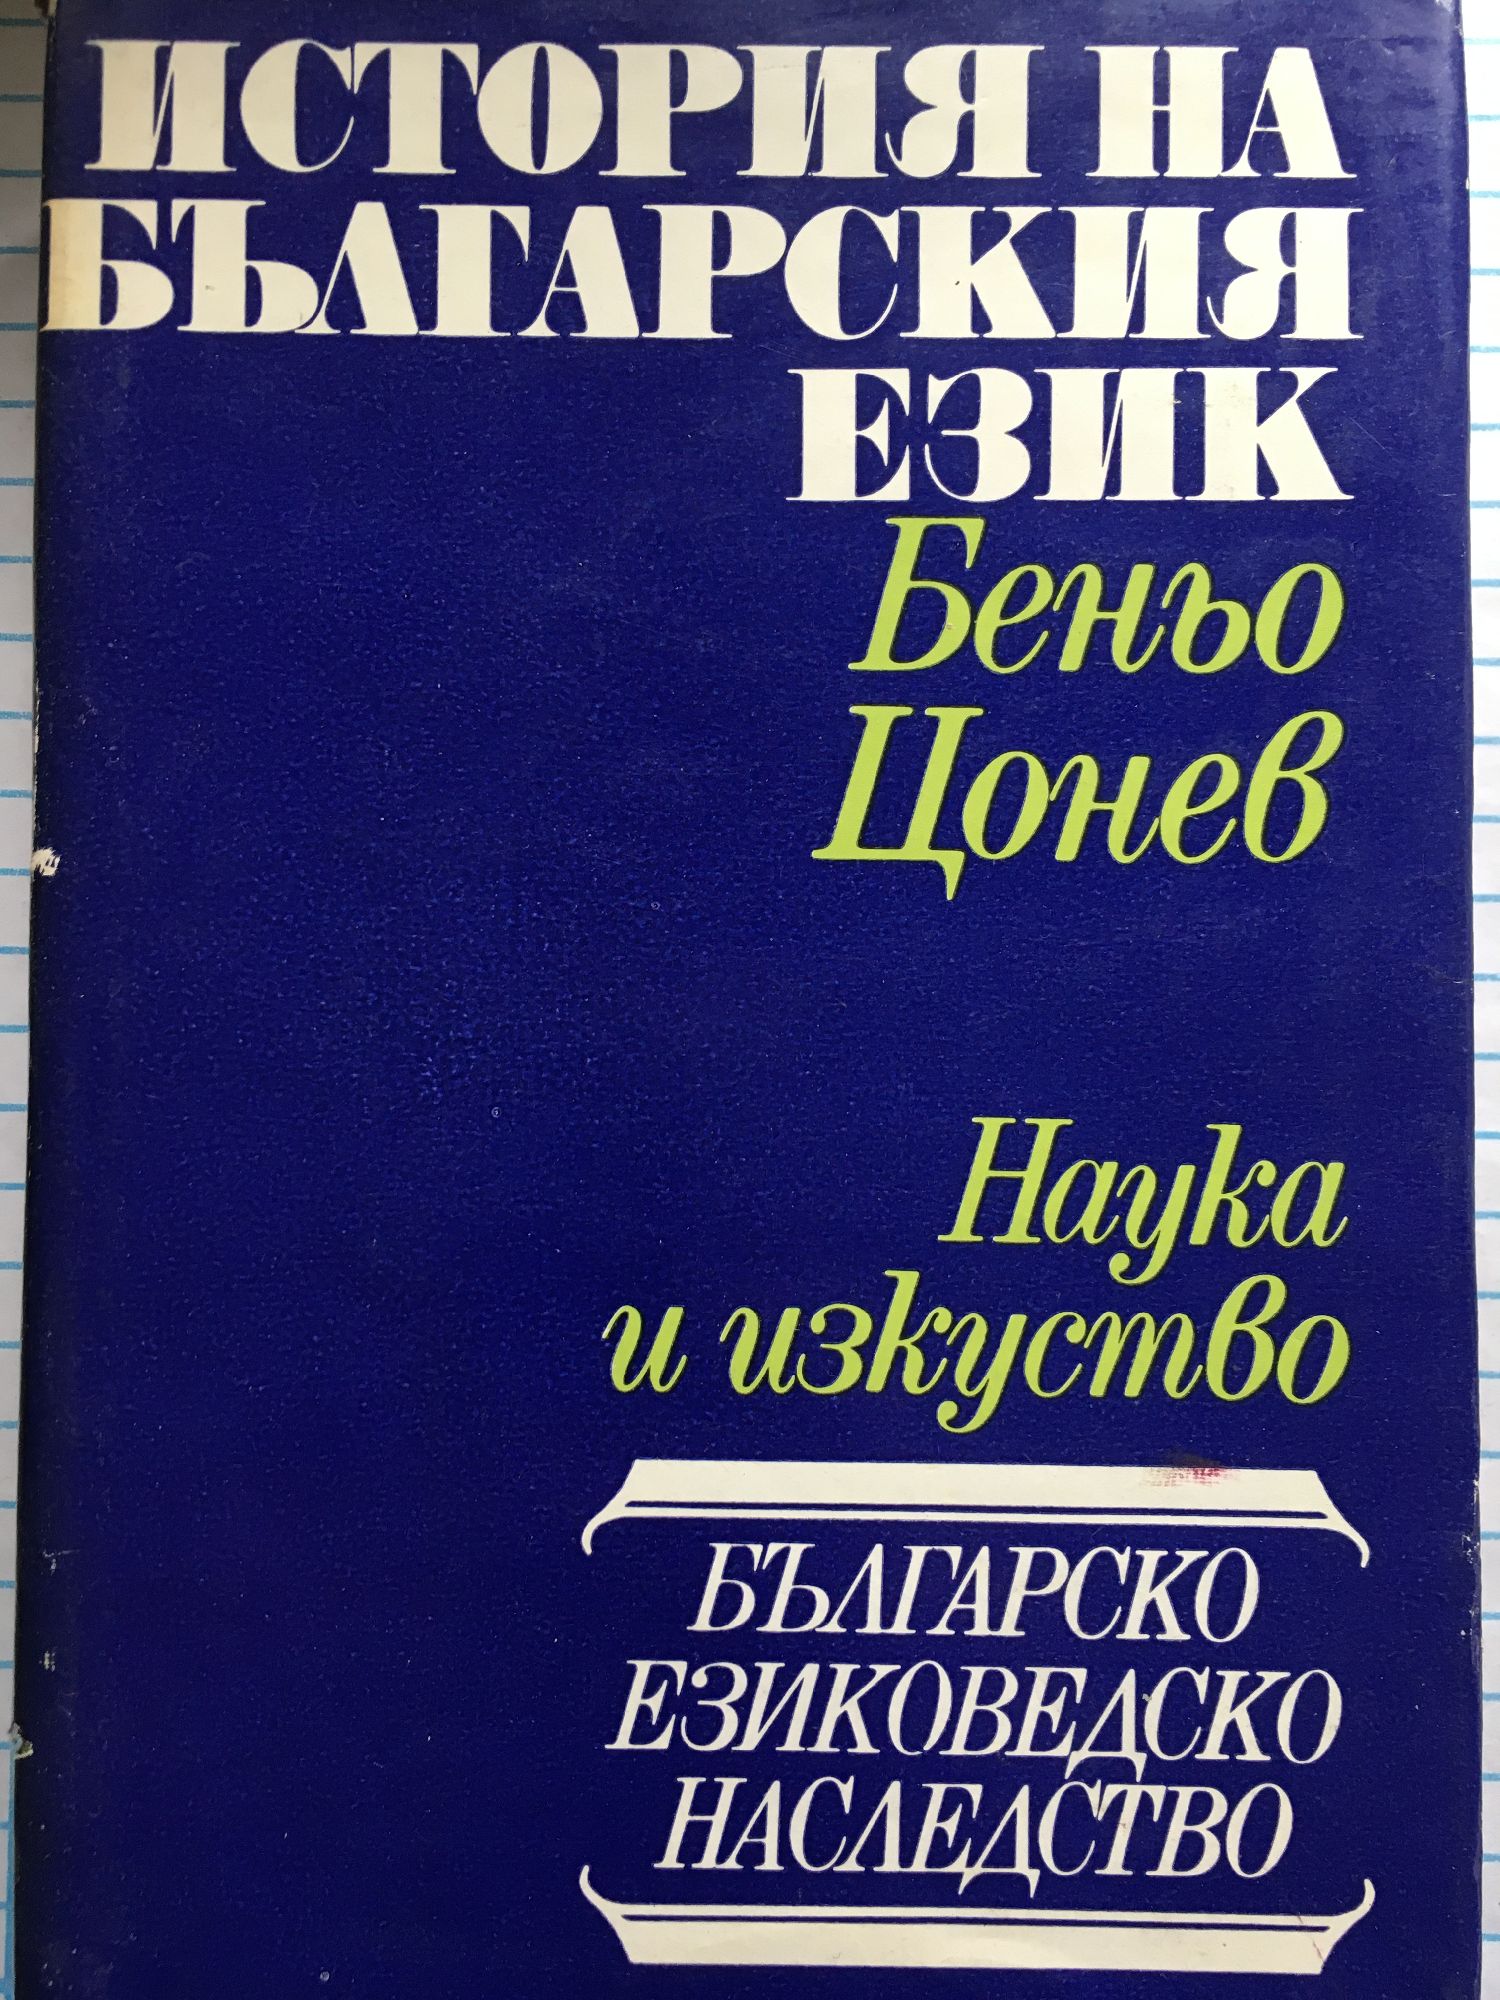 ИСТОРИЯ НА
БЪЛГАРСКИЯ
ЕЗИК
Беньо
Цонев
Наука
и изкуство
БЪЛГАРСКО
ЕЗИКОВЕДСКО
НАСЛЕДСТВО